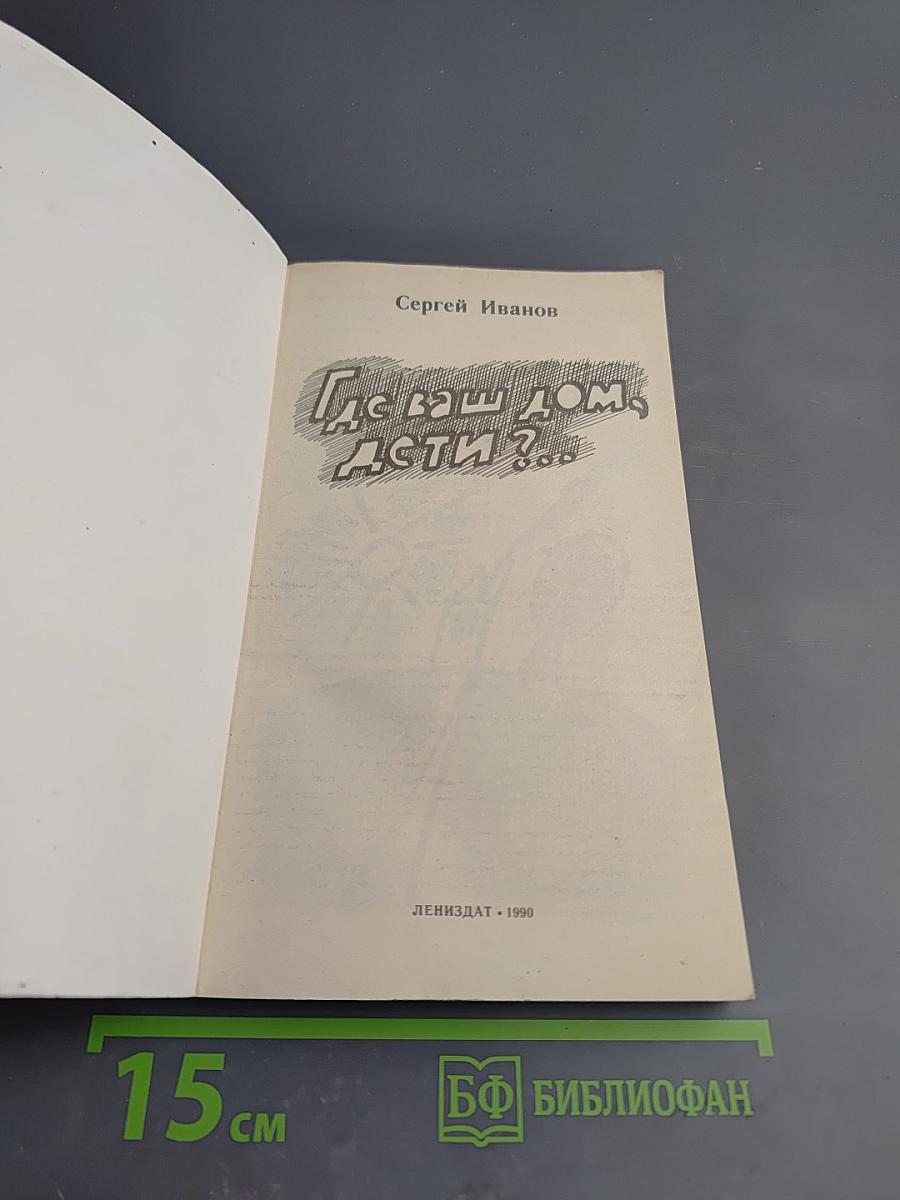 Сергей Иванов
Где ваш дом,
дети?...
ЛЕНИЗДАТ • 1990
15 см
БФ БИБЛИОФАН